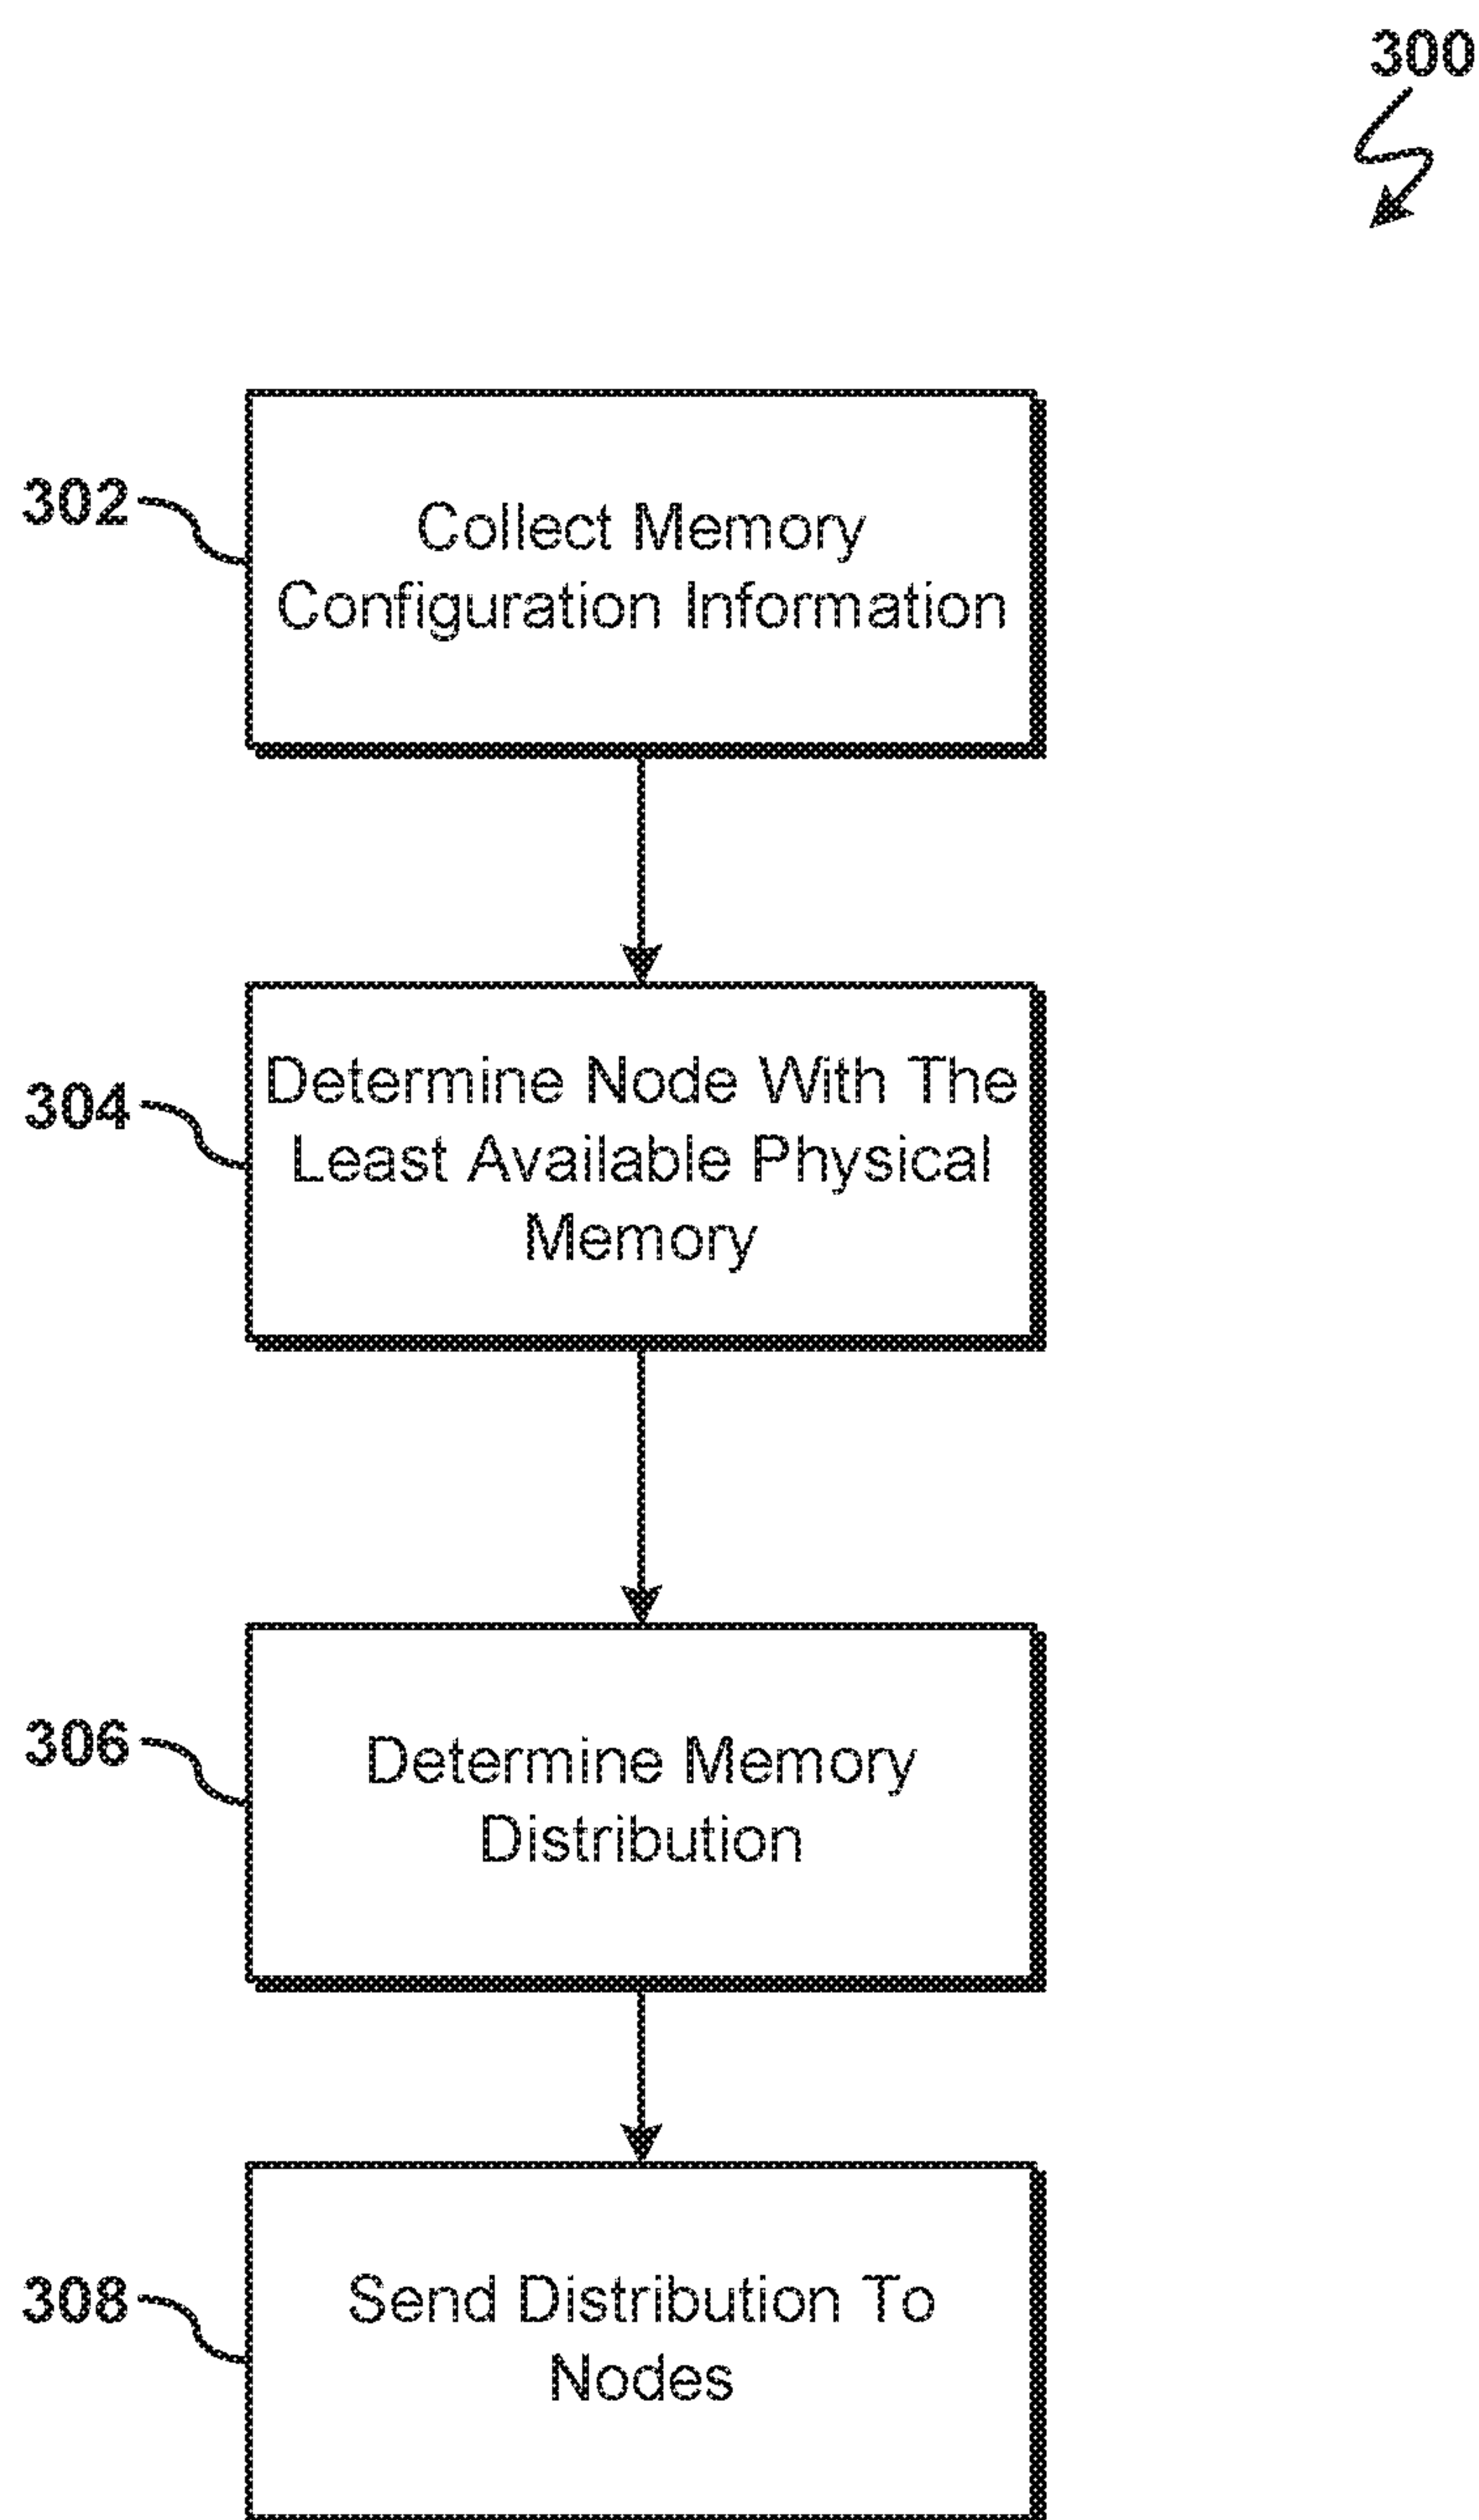 300
302
Collect Memory
Configuration Information
304
Determine Node With The
Least Available Physical
Memory
306
Determine Memory
Distribution
308
Send Distribution To
Nodes